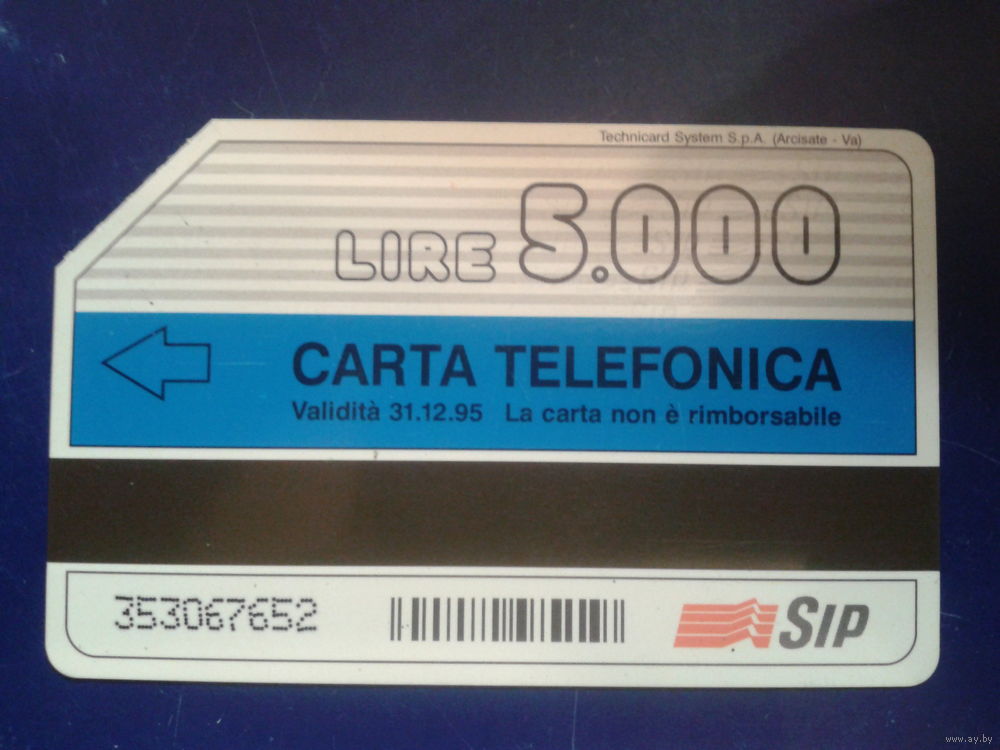 Technicard System S.p.A. (Arcisate - Va)
LIRE 5.000
CARTA TELEFONICA
Validità 31.12.95 La carta non è rimborsabile
353067652
SIP
www.ay.by